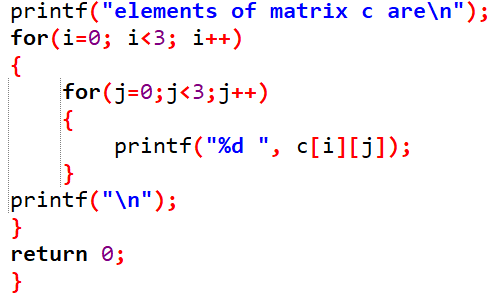 printf("elements of matrix c are\n");
for(i=0; i<3; i++)
{
for(j=0;j<3;j++)
{
printf("%d ", c[i][j]);
}
printf("\n");
}
return 0;
}